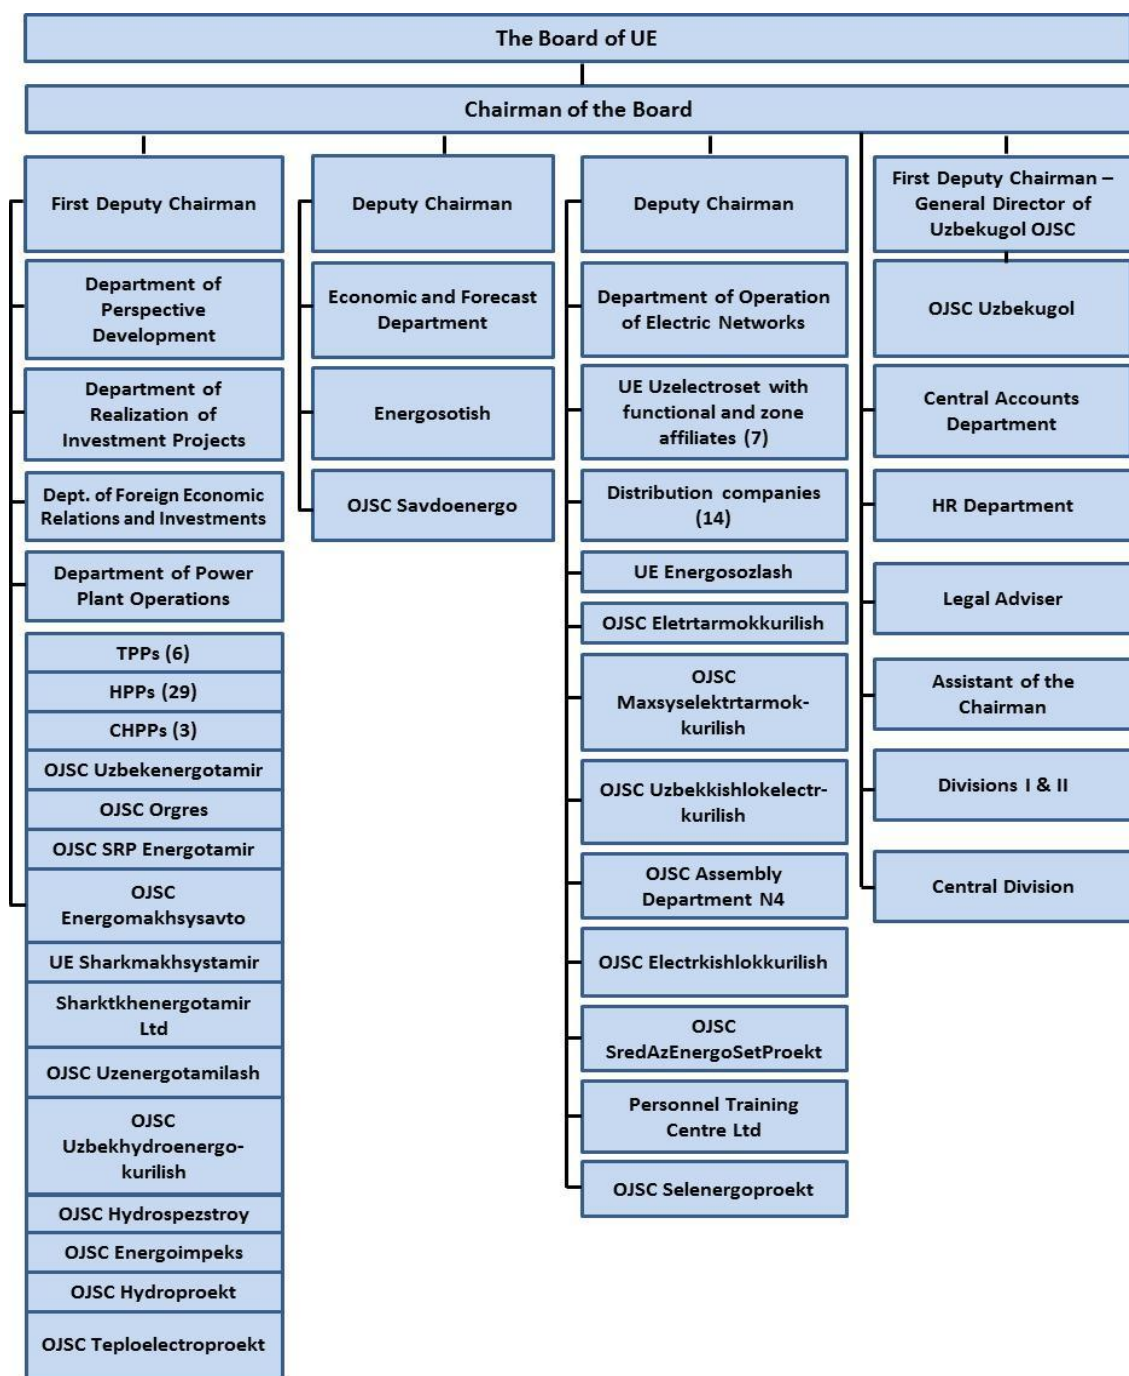 The Board of UE
Chairman of the Board
First Deputy Chairman
Department of
Perspective
Development
Department of
Realization of
Investment Projects
Dept. of Foreign Economic
Relations and Investments
Department of Power
Plant Operations
TPPs (6)
HPPs (29)
CHPPs (3)
OJSC Uzbekenergotamir
OJSC Orgres
OJSC SRP Energotamir
OJSC
Energomakhsysavto
UE Sharkmakhsystamir
Sharktkhenergotamir
Ltd
OJSC Uzenergotamilash
OJSC
Uzbekhydroenergo-
kurilish
OJSC Hydrospezstroy
OJSC Energoimpeks
OJSC Hydroproekt
OJSC Teploelectroproekt
Deputy Chairman
Economic and Forecast
Department
Energosotish
OJSC Savdoenergo
Deputy Chairman
Department of Operation
of Electric Networks
UE Uzelectroset with
functional and zone
affiliates (7)
Distribution companies
(14)
UE Energosozlash
OJSC Eletrtarmokkurilish
OJSC
Maxsyselektrtarmok-
kurilish
OJSC Uzbekkishlokelectr-
kurilish
OJSC Assembly
Department N4
OJSC Electrkishlokkurilish
OJSC
SredAzEnergoSetProekt
Personnel Training
Centre Ltd
OJSC Selenergoproekt
First Deputy Chairman –
General Director of
Uzbekugol OJSC
OJSC Uzbekugol
Central Accounts
Department
HR Department
Legal Adviser
Assistant of the
Chairman
Divisions I & II
Central Division